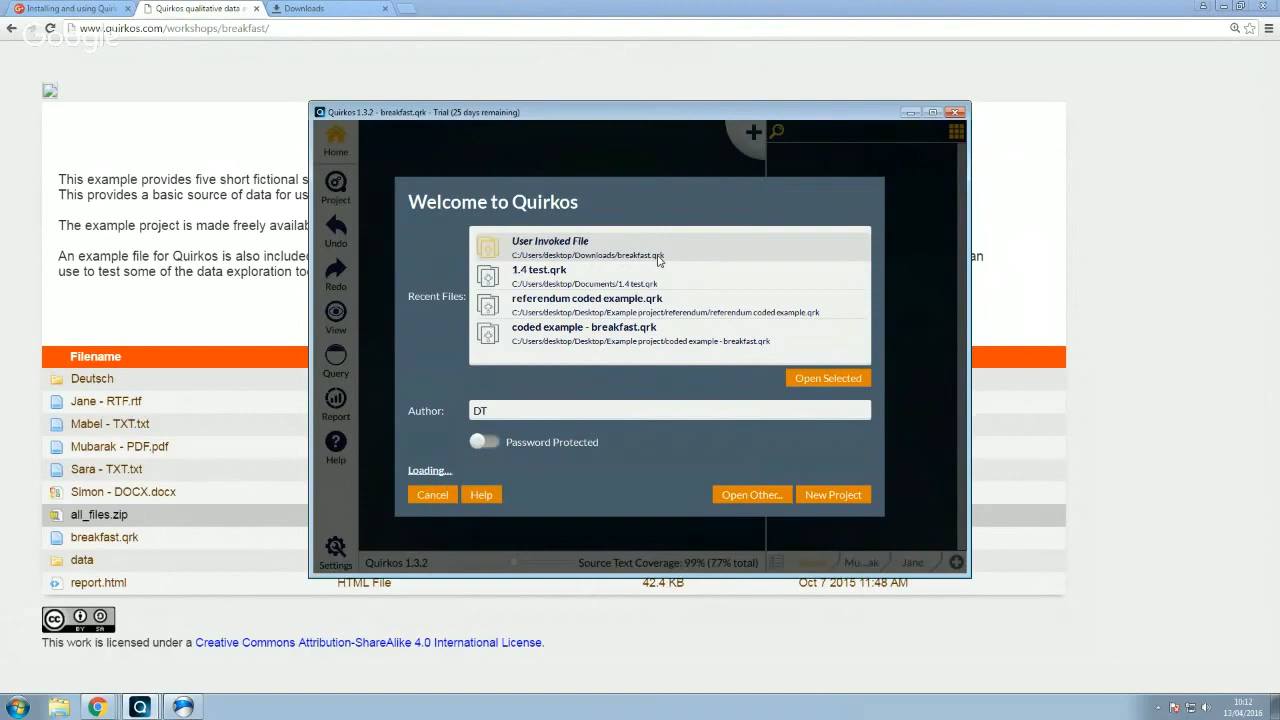 Installing and using Quirk
Quirkos qualitative data a
Downloads
www.quirkos.com/workshops/breakfast/
Google
Quirkos 1.3.2 - breakfast.qrk - Trial (25 days remaining)
Home
Project
Undo
Redo
View
Query
Report
Help
Settings
Welcome to Quirkos
Recent Files:
User Invoked File
C:/Users/desktop/Downloads/breakfast.qrk
1.4 test.qrk
C:/Users/desktop/Documents/1.4 test.qrk
referendum coded example.qrk
C:/Users/desktop/Desktop/Example project/referendum/referendum coded example.qrk
coded example - breakfast.qrk
C:/Users/desktop/Desktop/Example project/coded example - breakfast.qrk
Open Selected
Author: DT
Password Protected
Loading...
Cancel Help Open Other... New Project
Quirkos 1.3.2 Source Text Coverage: 99% (77% total) Mu...ak Jane
This example provides five short fictional s
This provides a basic source of data for us
The example project is made freely availab
An example file for Quirkos is also include an
use to test some of the data exploration to
Filename
Deutsch
Jane - RTF.rtf
Mabel - TXT.txt
Mubarak - PDF.pdf
Sara - TXT.txt
Simon - DOCX.docx
all_files.zip
breakfast.qrk
data
report.html HTML File 42.4 KB Oct 7 2015 11:48 AM
cc BY SA
This work is licensed under a Creative Commons Attribution-ShareAlike 4.0 International License.
10:12
13/04/2016